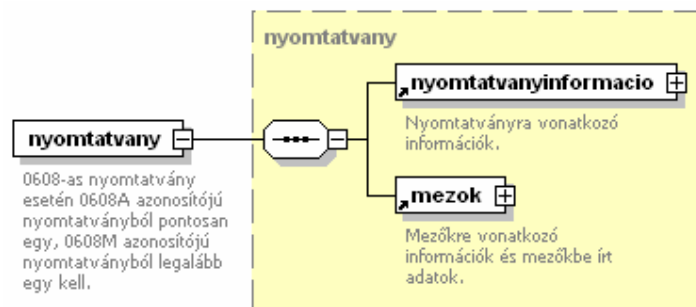 nyomtatvany
nyomtatvanyinformacio
Nyomtatványra vonatkozó
információk.
nyomtatvany
0608-as nyomtatvány
esetén 0608A azonosítójú
nyomtatványból pontosan
egy, 0608M azonosítójú
nyomtatványból legalább
egy kell.
mezok
Mezőkre vonatkozó
információk és mezőkbe írt
adatok.